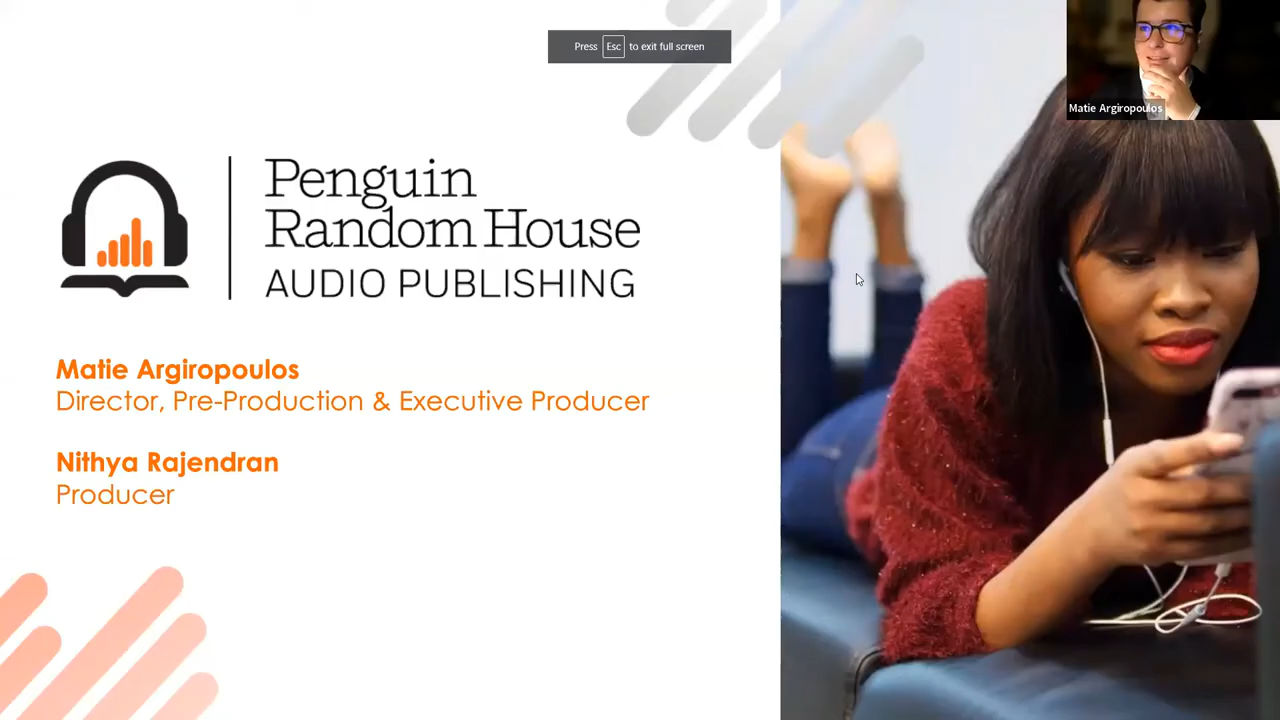 Press Esc to exit full screen
Matie Argiropoulos
Penguin
Random House
AUDIO PUBLISHING
Matie Argiropoulos
Director, Pre-Production & Executive Producer
Nithya Rajendran
Producer